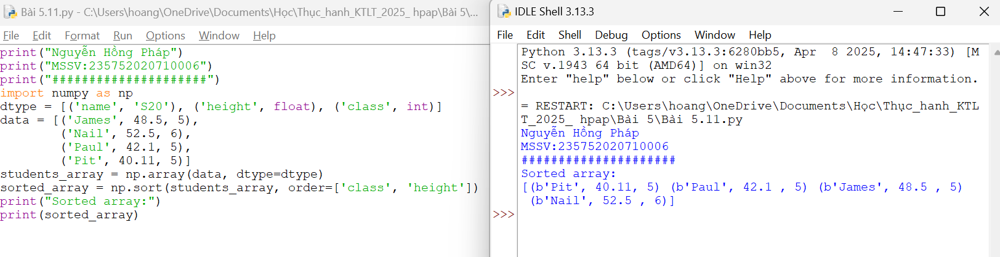 Bài 5.11.py - C:\Users\hoang\OneDrive\Documents\Học\Thục_hanh_KTLT_2025_ hpap\Bài 5\...
File Edit Format Run Options Window Help
print("Nguyễn Hồng Pháp")
print("MSSV:235752020710006")
print("#####################")
import numpy as np
dtype = [('name', 'S20'), ('height', float), ('class', int)]
data = [('James', 48.5, 5),
        ('Nail', 52.5, 6),
        ('Paul', 42.1, 5),
        ('Pit', 40.11, 5)]
students_array = np.array(data, dtype=dtype)
sorted_array = np.sort(students_array, order=['class', 'height'])
print("Sorted array:")
print(sorted_array)
IDLE Shell 3.13.3
File Edit Shell Debug Options Window Help
Python 3.13.3 (tags/v3.13.3:6280bb5, Apr  8 2025, 14:47:33) [M
SC v.1943 64 bit (AMD64)] on win32
Enter "help" below or click "Help" above for more information.
>>>
= RESTART: C:\Users\hoang\OneDrive\Documents\Học\Thục_hanh_KTL
T_2025_ hpap\Bài 5\Bài 5.11.py
Nguyễn Hồng Pháp
MSSV:235752020710006
#####################
Sorted array:
[(b'Pit', 40.11, 5) (b'Paul', 42.1 , 5) (b'James', 48.5 , 5)
 (b'Nail', 52.5 , 6)]
>>>